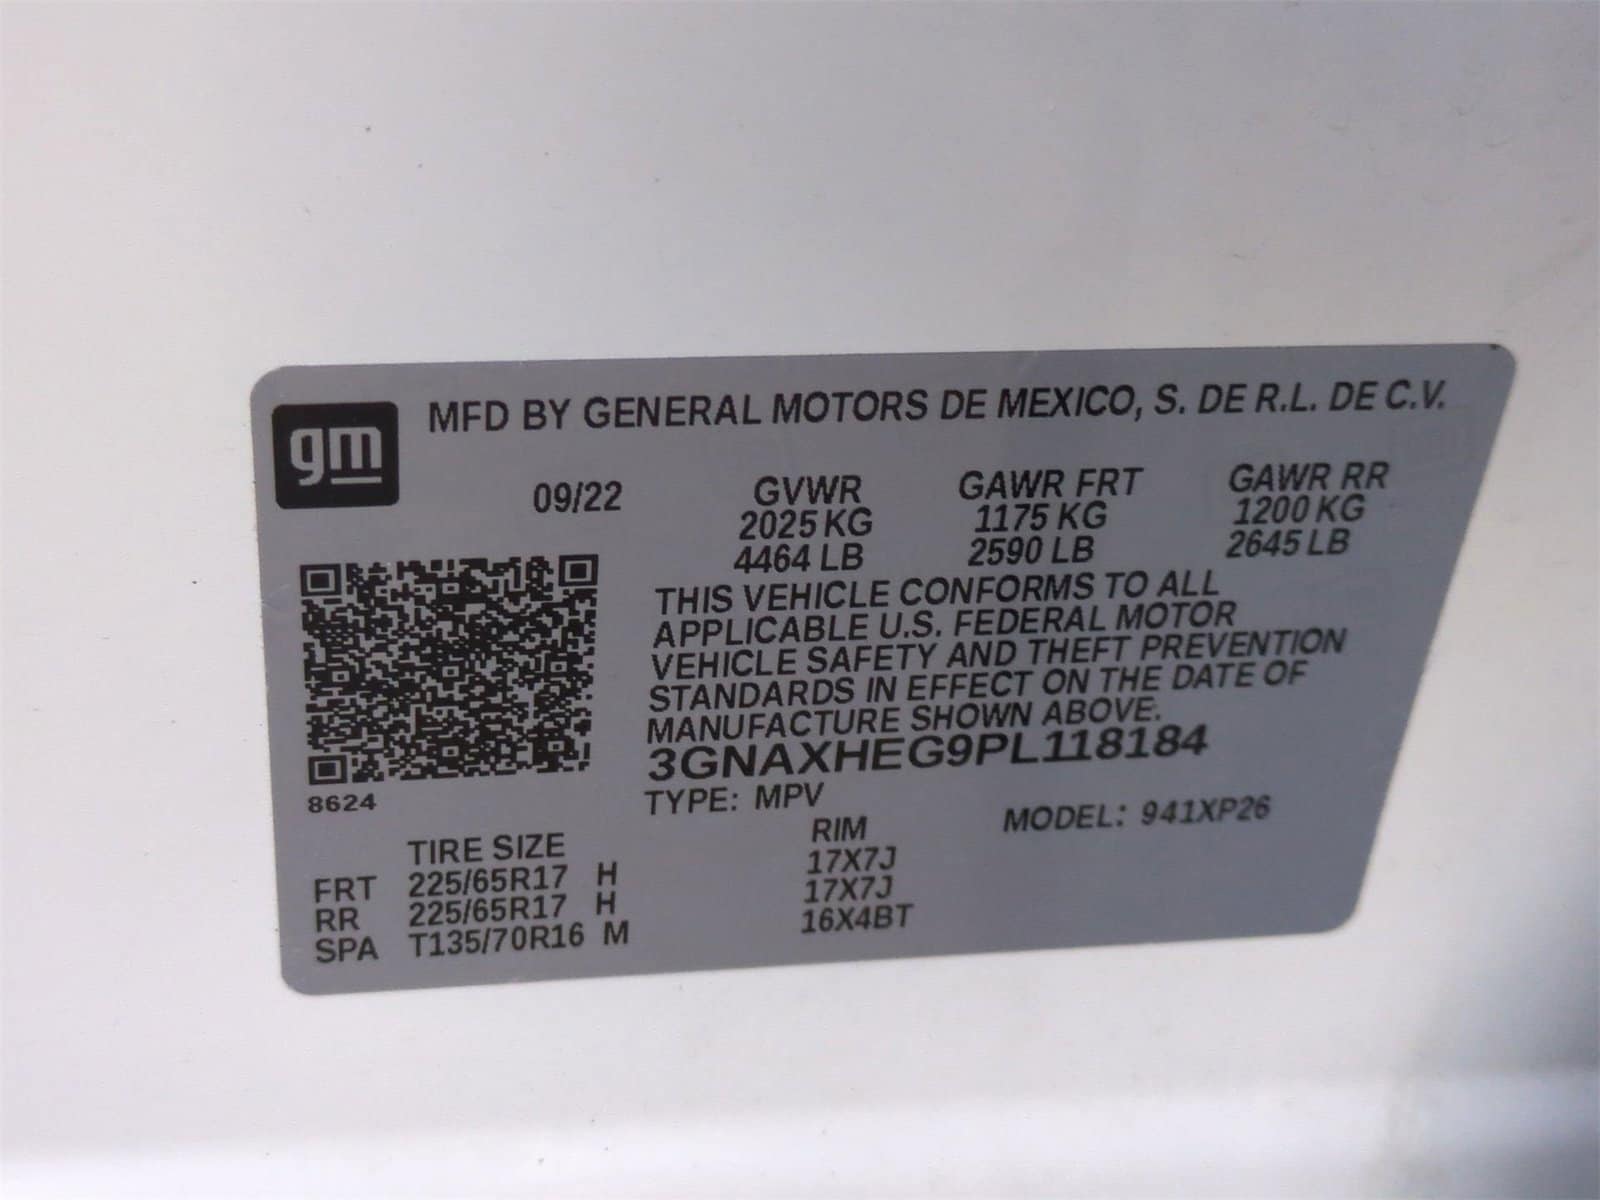 gm
MFD BY GENERAL MOTORS DE MEXICO, S. DE R.L. DE C.V.
09/22 GVWR GAWR FRT GAWR RR
2025 KG 1175 KG 1200 KG
4464 LB 2590 LB 2645 LB
THIS VEHICLE CONFORMS TO ALL
APPLICABLE U.S. FEDERAL MOTOR
VEHICLE SAFETY AND THEFT PREVENTION
STANDARDS IN EFFECT ON THE DATE OF
MANUFACTURE SHOWN ABOVE.
3GNAXHEG9PL118184
8624
TYPE: MPV MODEL: 941XP26
TIRE SIZE RIM
FRT 225/65R17 H 17X7J
RR 225/65R17 H 17X7J
SPA T135/70R16 M 16X4BT